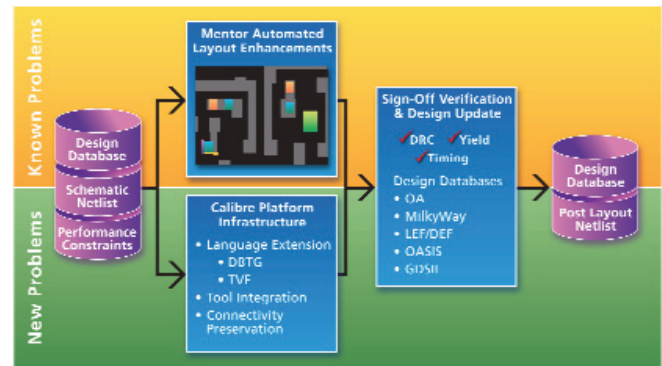 Known Problems
New Problems
Design
Database
Schematic
Netlist
Performance
Constraints
Mentor Automated
Layout Enhancements
Calibre Platform
Infrastructure
• Language Extension
• DBTG
• TVF
• Tool Integration
• Connectivity
Preservation
Sign-Off Verification
& Design Update
✓DRC ✓Yield
✓Timing
Design Databases
• OA
• MilkyWay
• LEF/DEF
• OASIS
• GDSII
Design
Database
Post Layout
Netlist